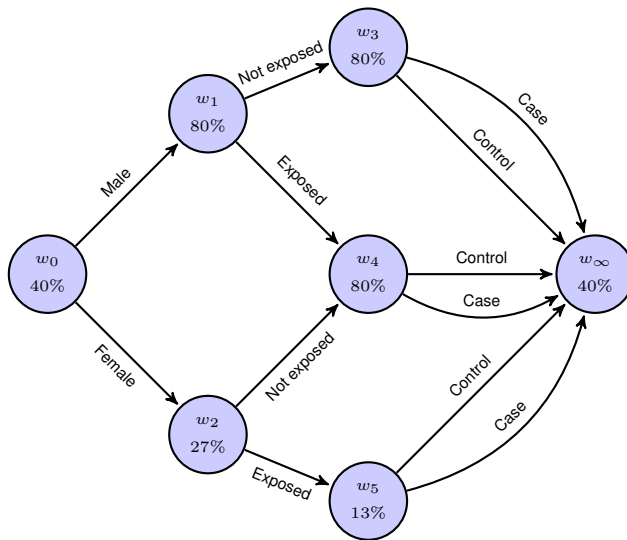 w₃
80%
Not exposed
w₁
80%
Case
Control
Male
Exposed
w₀
40%
w₄
80%
Control
Case
w∞
40%
Female
Not exposed
Control
Case
w₂
27%
Exposed
w₅
13%